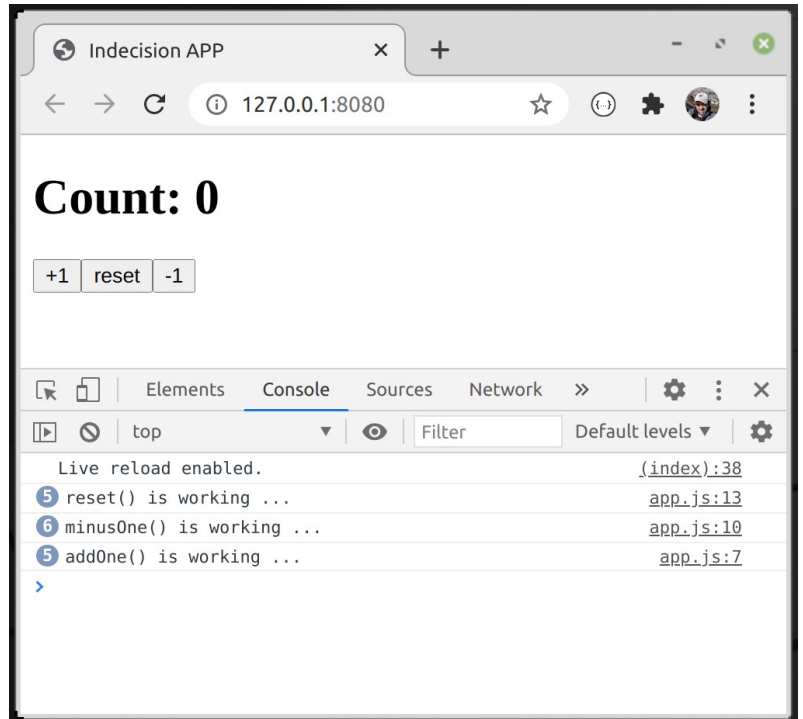 Indecision APP
127.0.0.1:8080
Count: 0
+1 reset -1
Elements Console Sources Network
top Filter Default levels
Live reload enabled. (index):38
5 reset() is working ... app.js:13
6 minusOne() is working ... app.js:10
5 addOne() is working ... app.js:7